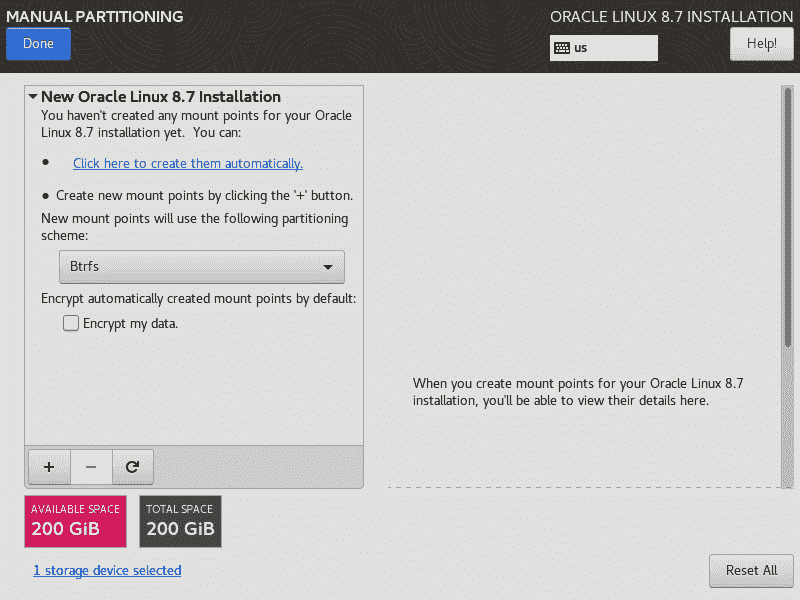 MANUAL PARTITIONING
ORACLE LINUX 8.7 INSTALLATION
Done
us
Help!
New Oracle Linux 8.7 Installation
You haven't created any mount points for your Oracle
Linux 8.7 installation yet. You can:
• Click here to create them automatically.
• Create new mount points by clicking the '+' button.
New mount points will use the following partitioning
scheme:
Btrfs
Encrypt automatically created mount points by default:
Encrypt my data.
When you create mount points for your Oracle Linux 8.7
installation, you'll be able to view their details here.
+ −
AVAILABLE SPACE
200 GiB
TOTAL SPACE
200 GiB
1 storage device selected
Reset All